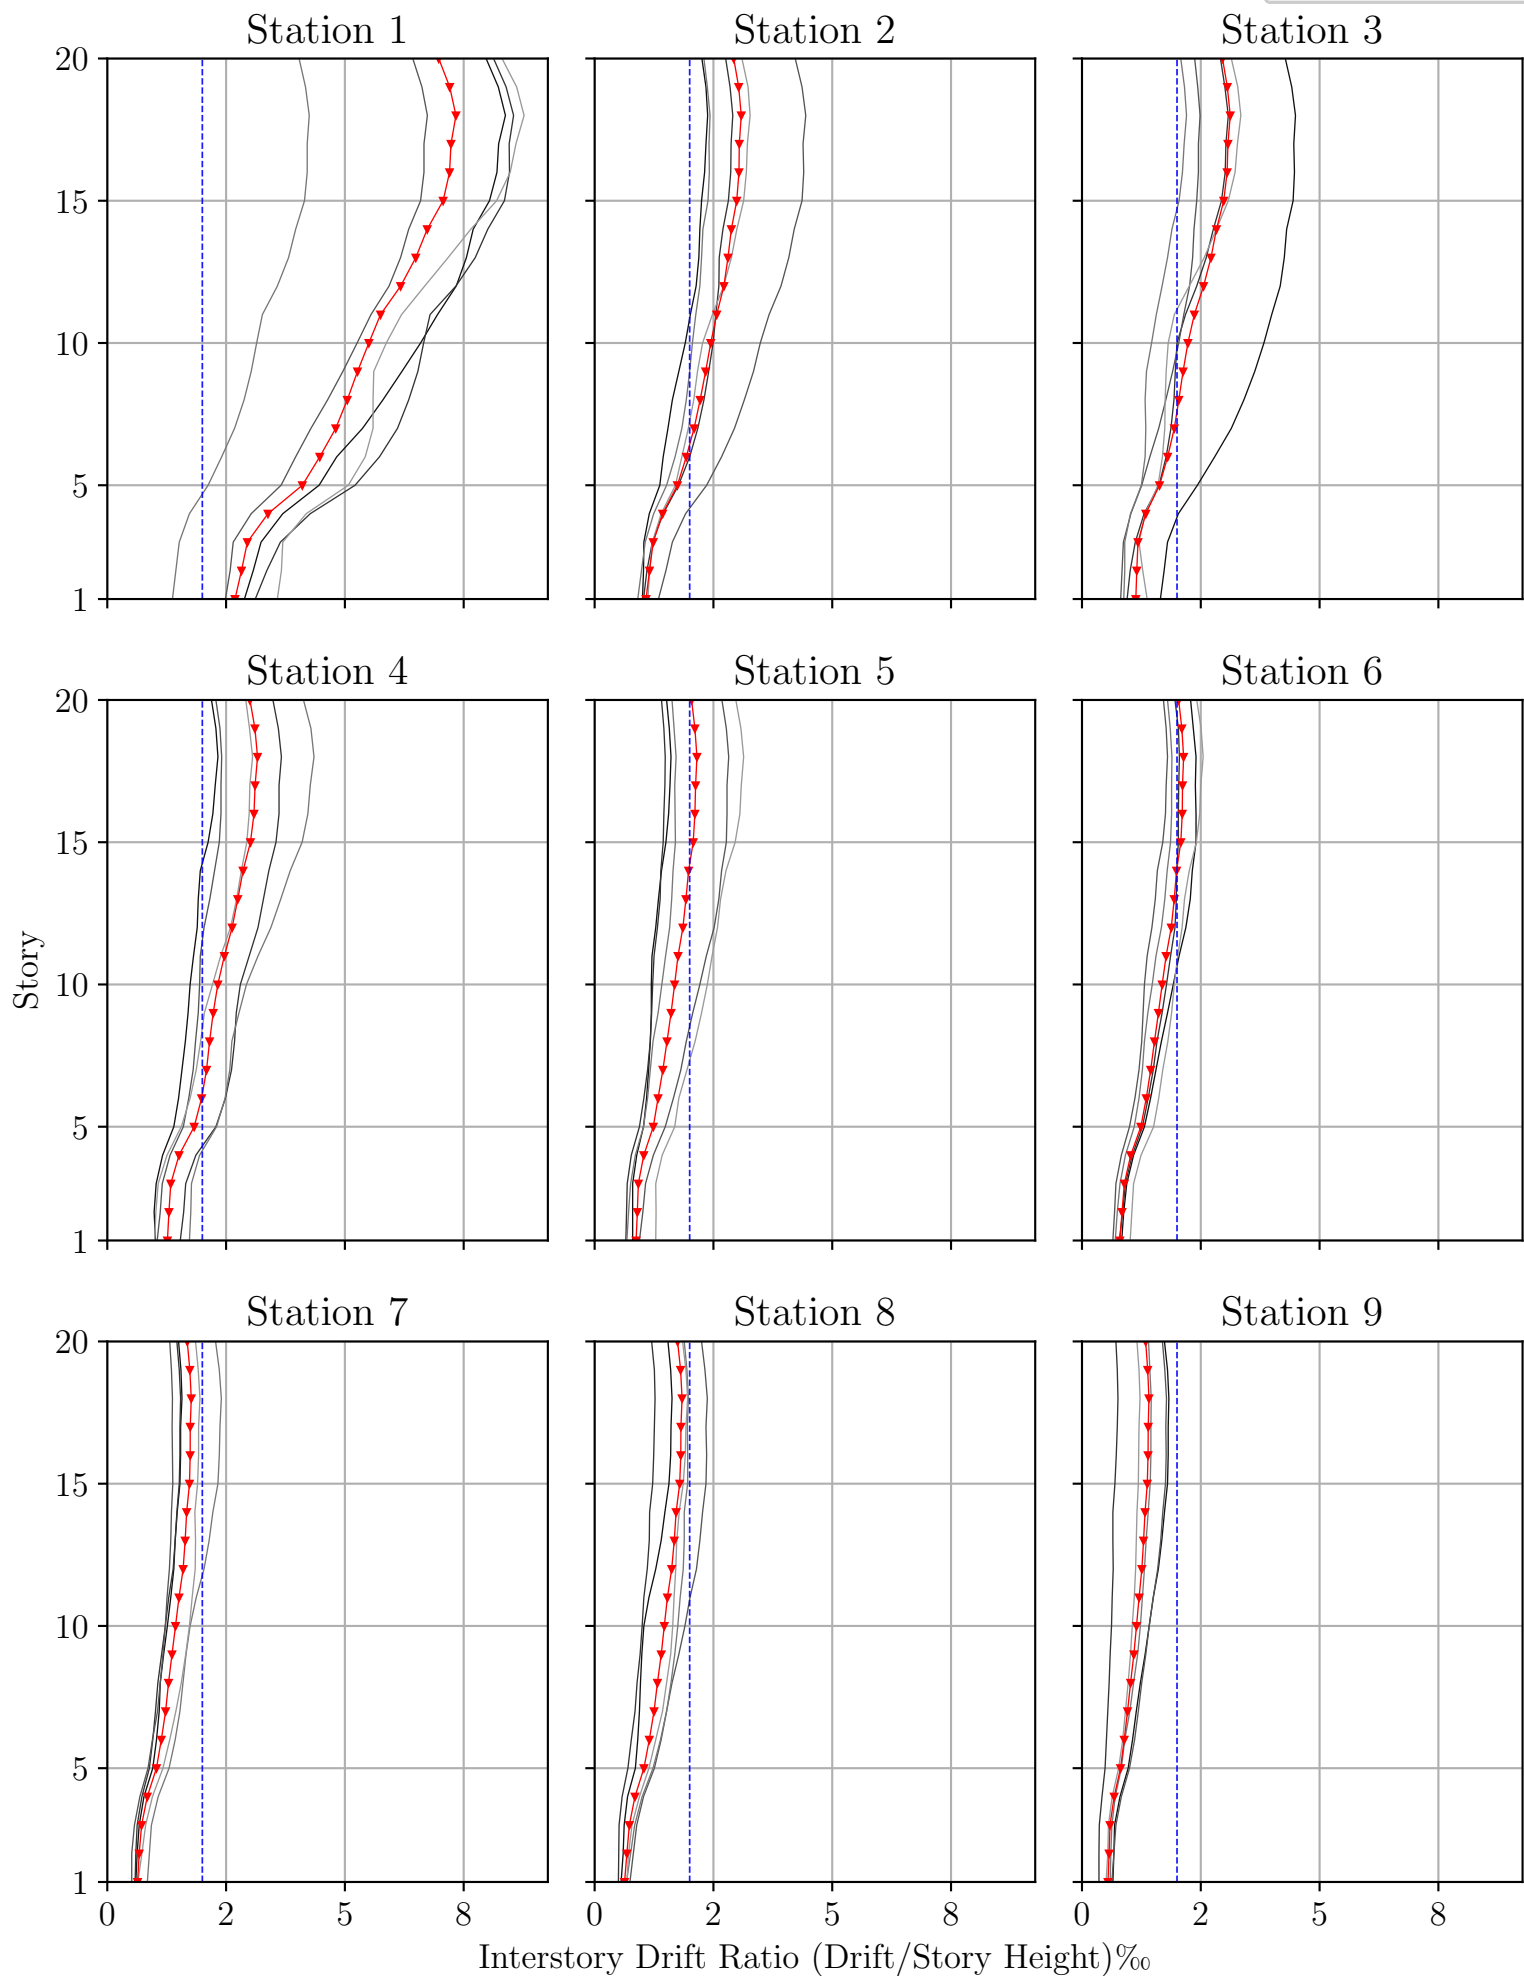 Station 1 Station 2 Station 3
20
15
10
5
1
Station 4 Station 5 Station 6
20
15
10
5
1
Story
Station 7 Station 8 Station 9
20
15
10
5
1
0 2 5 8 0 2 5 8 0 2 5 8
Interstory Drift Ratio (Drift/Story Height)‰